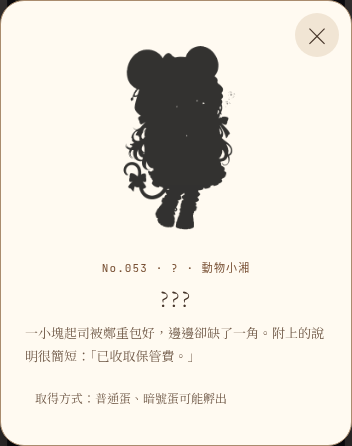 No.053 · ? · 動物小湘
???
一小塊起司被鄭重包好，邊邊卻缺了一角。附上的說
明很簡短：「已收取保管費。」
取得方式：普通蛋、暗號蛋可能孵出